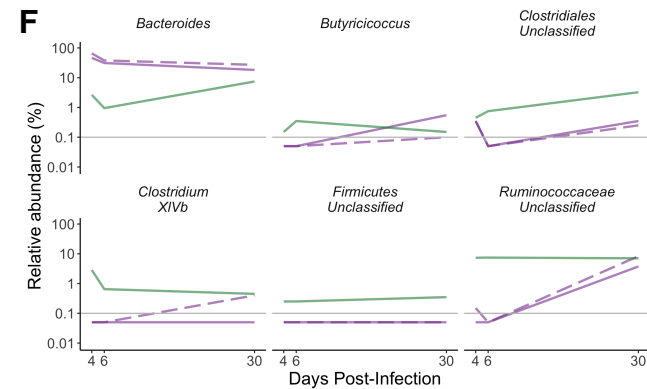 F
Bacteroides
Butyricicoccus
Clostridiales
Unclassified
100
10
1
0.1
0.01
Relative abundance (%)
Clostridium
XIVb
Firmicutes
Unclassified
Ruminococcaceae
Unclassified
100
10
1
0.1
0.01
4 6 30
4 6 30
4 6 30
Days Post-Infection